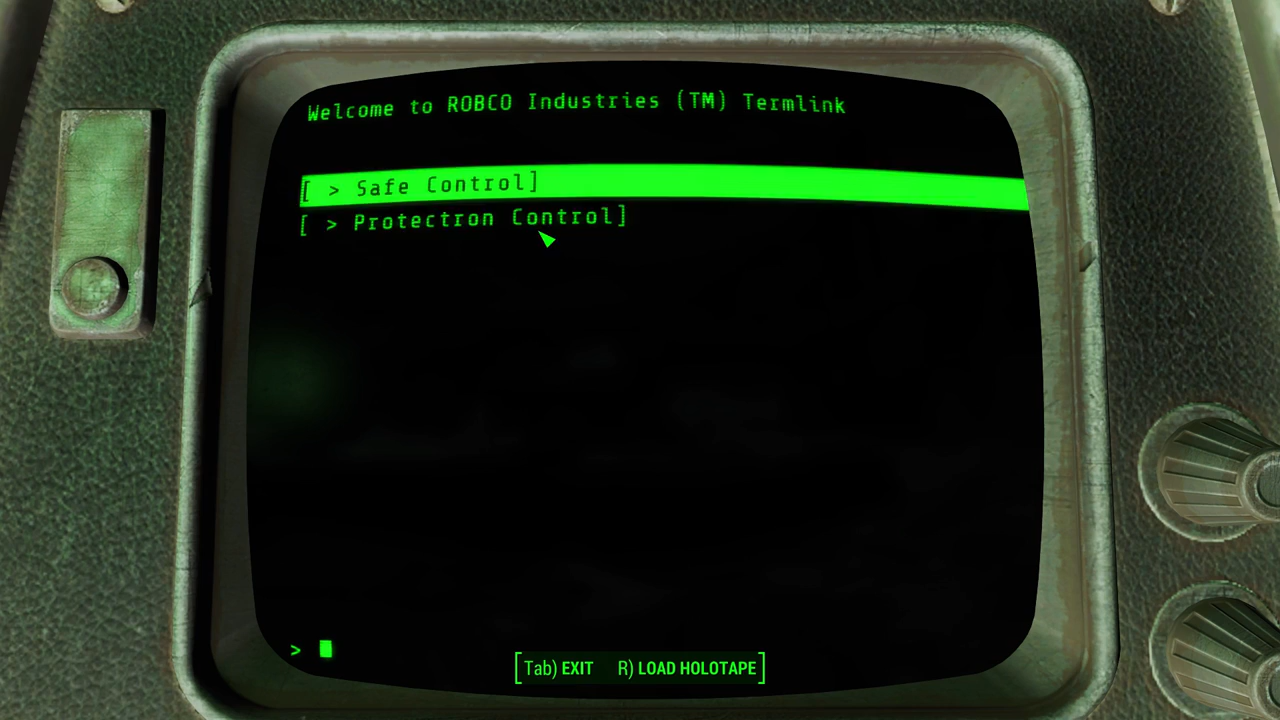 Welcome to ROBCO Industries (TM) Termlink
[ > Safe Control]
[ > Protectron Control]
>
[Tab) EXIT R) LOAD HOLOTAPE]